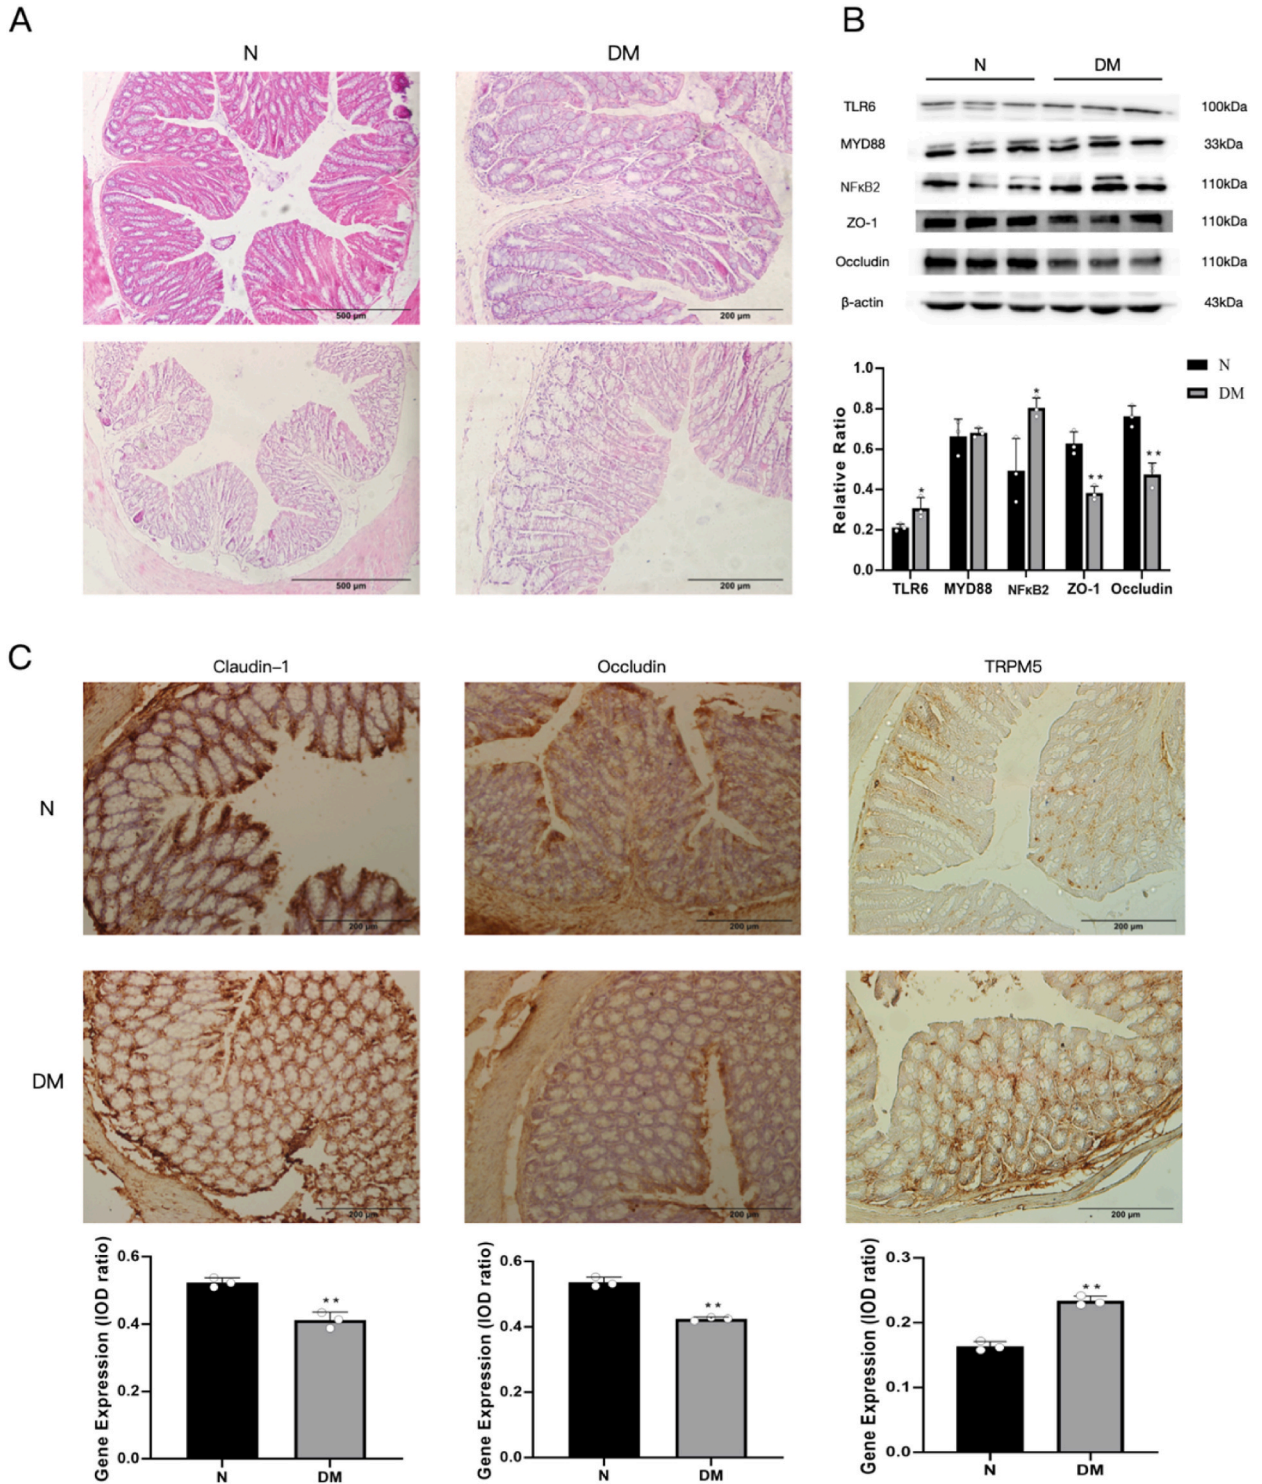 A
N
DM
500 μm
200 μm
500 μm
200 μm
B
N
DM
TLR6
100kDa
MYD88
33kDa
NFκB2
110kDa
ZO-1
110kDa
Occludin
110kDa
β-actin
43kDa
Relative Ratio
1.0
0.8
0.6
0.4
0.2
0.0
*
*
**
**
TLR6 MYD88 NFκB2 ZO-1 Occludin
N
DM
C
Claudin-1
Occludin
TRPM5
N
200 μm
200 μm
200 μm
DM
200 μm
200 μm
200 μm
Gene Expression (IOD ratio)
0.6
0.4
0.2
0.0
**
N
DM
Gene Expression (IOD ratio)
0.6
0.4
0.2
0.0
**
N
DM
Gene Expression (IOD ratio)
0.3
0.2
0.1
0.0
**
N
DM